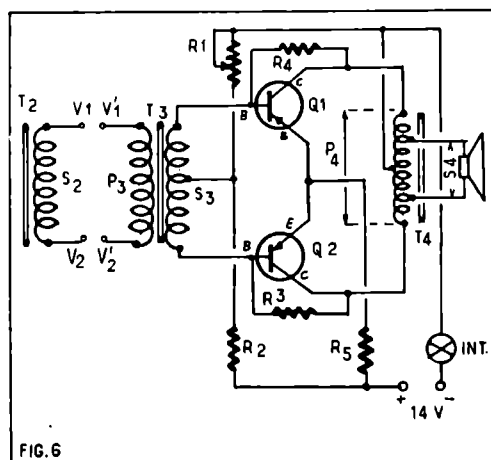 R1
R4
C
T2
V1 V'1
T3
B
Q1
E
S2
P3
S3
P4
S4
T4
E
B
Q2
V2 V'2
C
R3
R2
R5
INT.
+ 14 V -
FIG.6